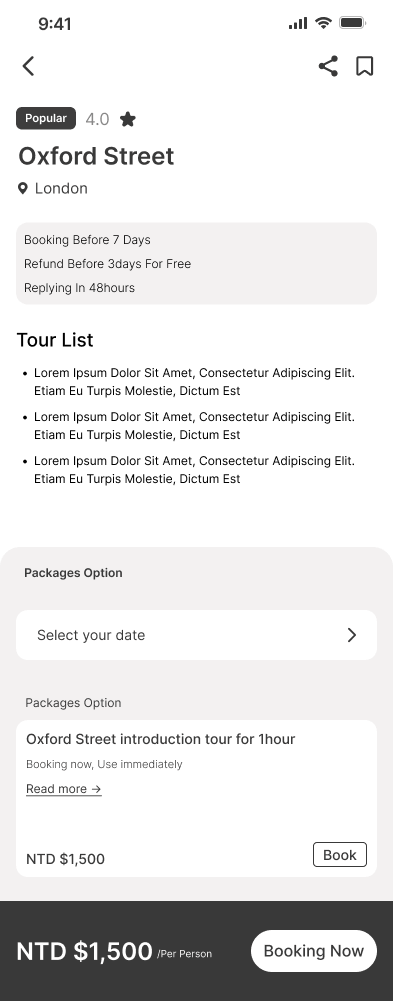 9:41
Popular 4.0
Oxford Street
London
Booking Before 7 Days
Refund Before 3days For Free
Replying In 48hours
Tour List
• Lorem Ipsum Dolor Sit Amet, Consectetur Adipiscing Elit.
Etiam Eu Turpis Molestie, Dictum Est
• Lorem Ipsum Dolor Sit Amet, Consectetur Adipiscing Elit.
Etiam Eu Turpis Molestie, Dictum Est
• Lorem Ipsum Dolor Sit Amet, Consectetur Adipiscing Elit.
Etiam Eu Turpis Molestie, Dictum Est
Packages Option
Select your date
Packages Option
Oxford Street introduction tour for 1hour
Booking now, Use immediately
Read more →
NTD $1,500 Book
NTD $1,500 /Per Person Booking Now